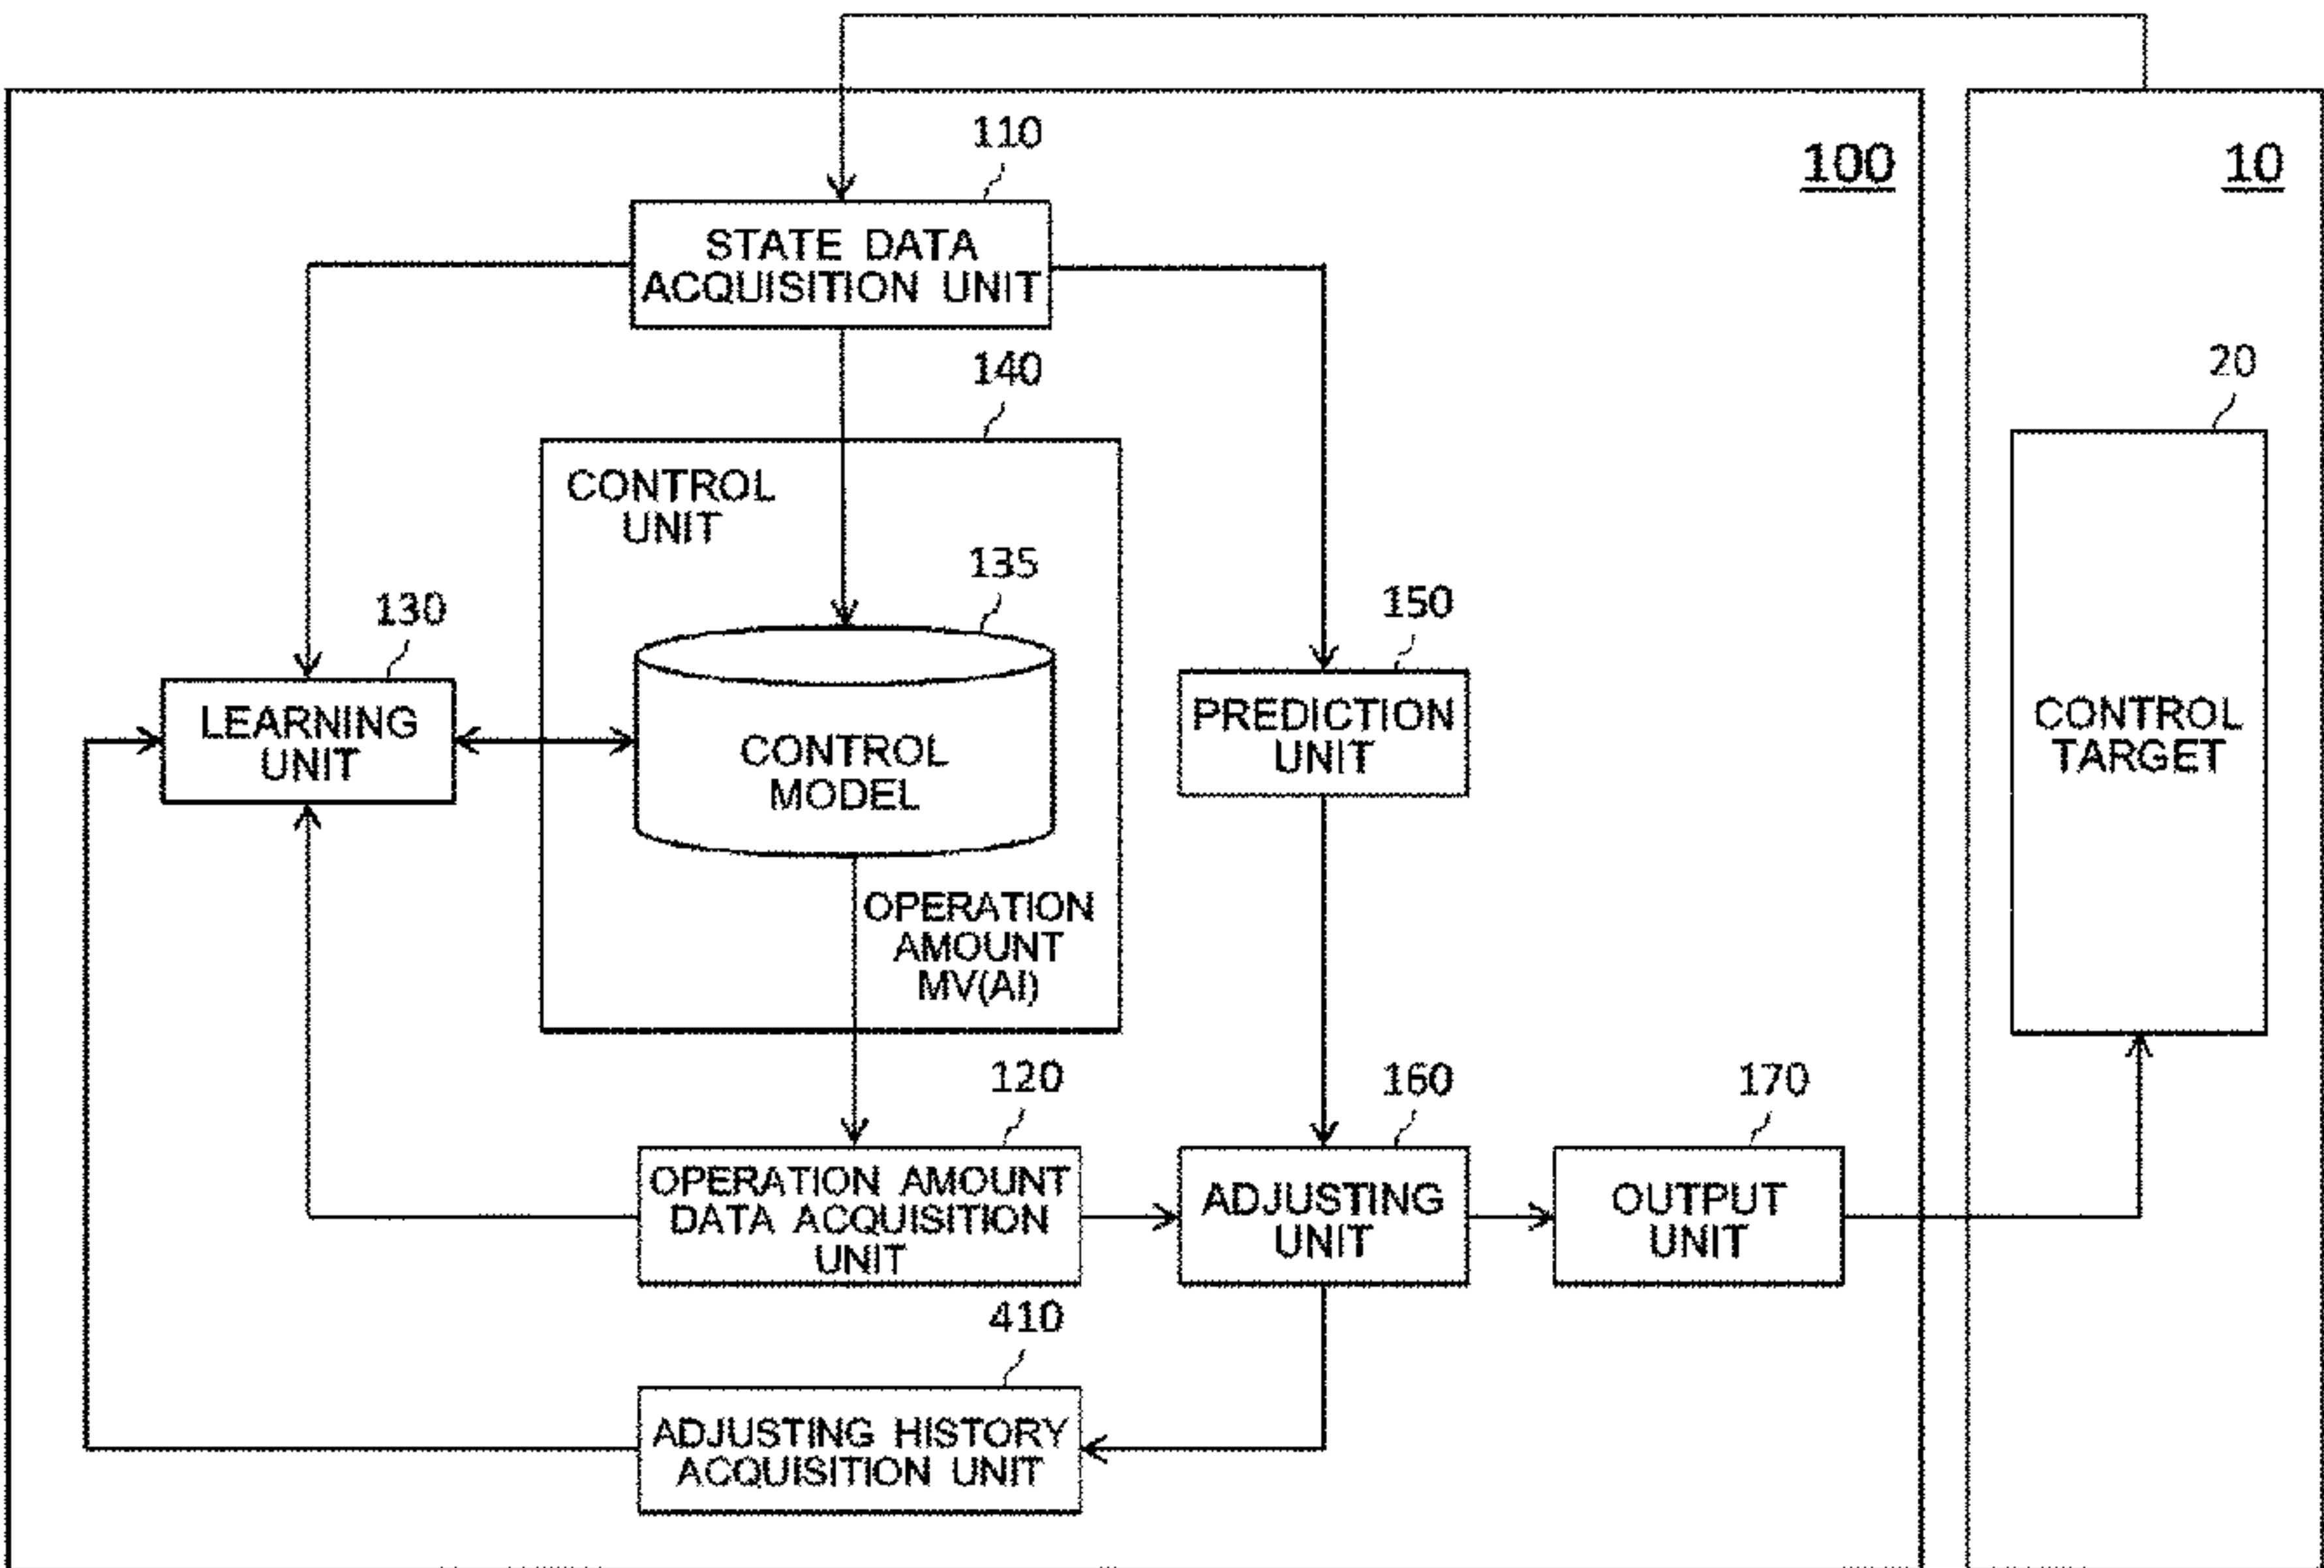 110
100
10
STATE DATA
ACQUISITION UNIT
140
20
CONTROL
UNIT
135
130
150
LEARNING
UNIT
CONTROL
MODEL
PREDICTION
UNIT
CONTROL
TARGET
OPERATION
AMOUNT
MV(AI)
120
160
170
OPERATION AMOUNT
DATA ACQUISITION
UNIT
ADJUSTING
UNIT
OUTPUT
UNIT
410
ADJUSTING HISTORY
ACQUISITION UNIT